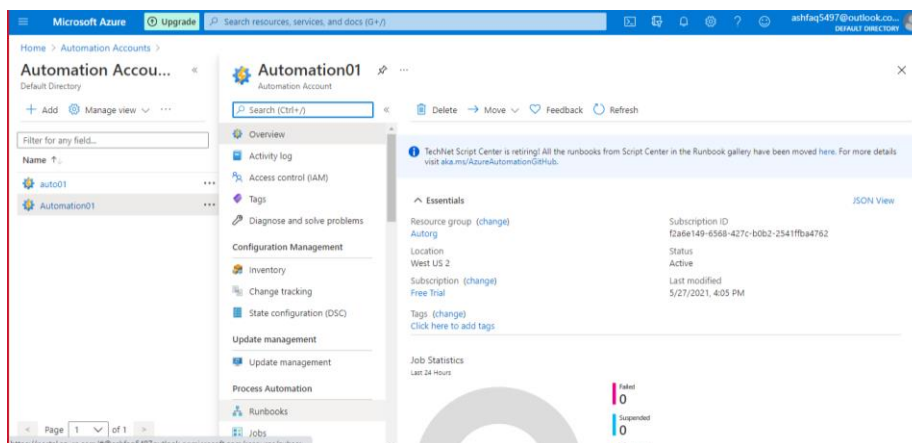 Microsoft Azure
Upgrade
Search resources, services, and docs (G+/)
ashfaq5497@outlook.co...
DEFAULT DIRECTORY
Home > Automation Accounts >
Automation Accou... «
Default Directory
+ Add Manage view ...
Filter for any field...
Name ↑↓
auto01 ...
Automation01 ...
< Page 1 of 1 >
Automation01 ...
Automation Account
Search (Ctrl+/) «
Overview
Activity log
Access control (IAM)
Tags
Diagnose and solve problems
Configuration Management
Inventory
Change tracking
State configuration (DSC)
Update management
Update management
Process Automation
Runbooks
Jobs
Delete → Move Feedback Refresh
TechNet Script Center is retiring! All the runbooks from Script Center in the Runbook gallery have been moved here. For more details
visit aka.ms/AzureAutomationGitHub.
Essentials
JSON View
Resource group (change)
Autorg
Location
West US 2
Subscription (change)
Free Trial
Tags (change)
Click here to add tags
Subscription ID
f2a6e149-6568-427c-b0b2-2541ffba4762
Status
Active
Last modified
5/27/2021, 4:05 PM
Job Statistics
Last 24 Hours
Failed
0
Suspended
0